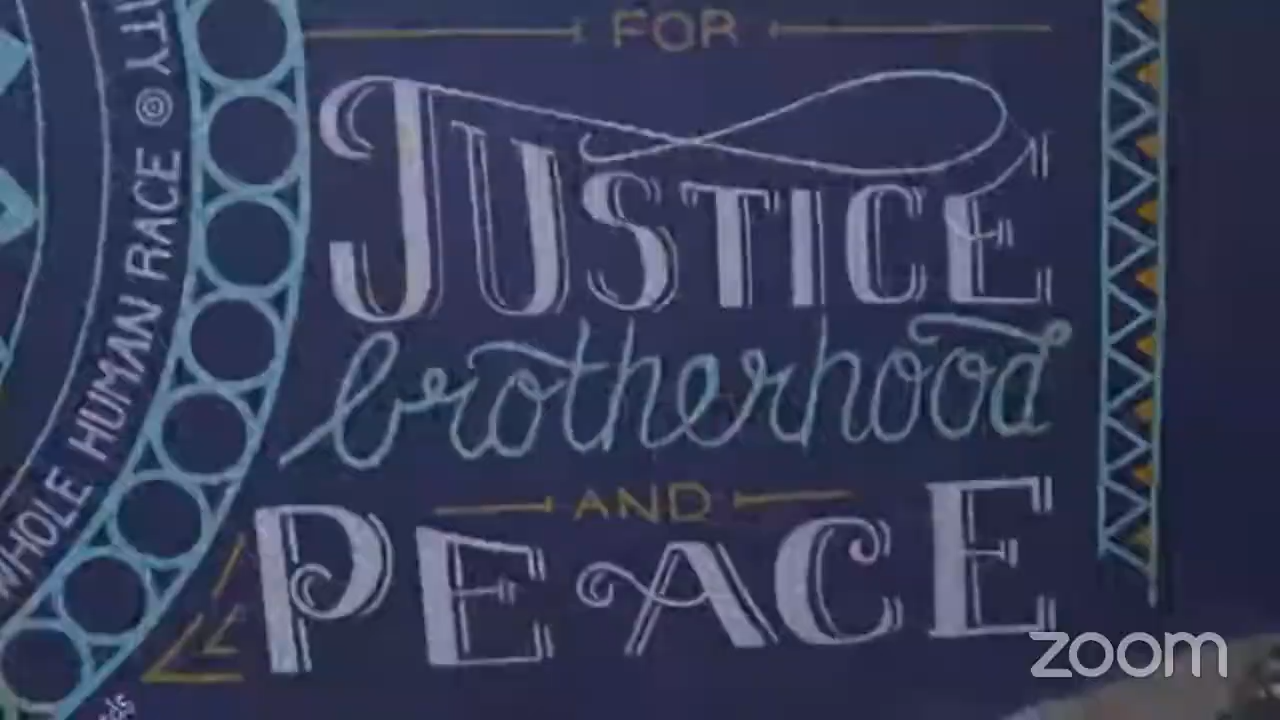 FOR
JUSTICE
brotherhood
AND
PEACE
WHOLE HUMAN RACE
zoom